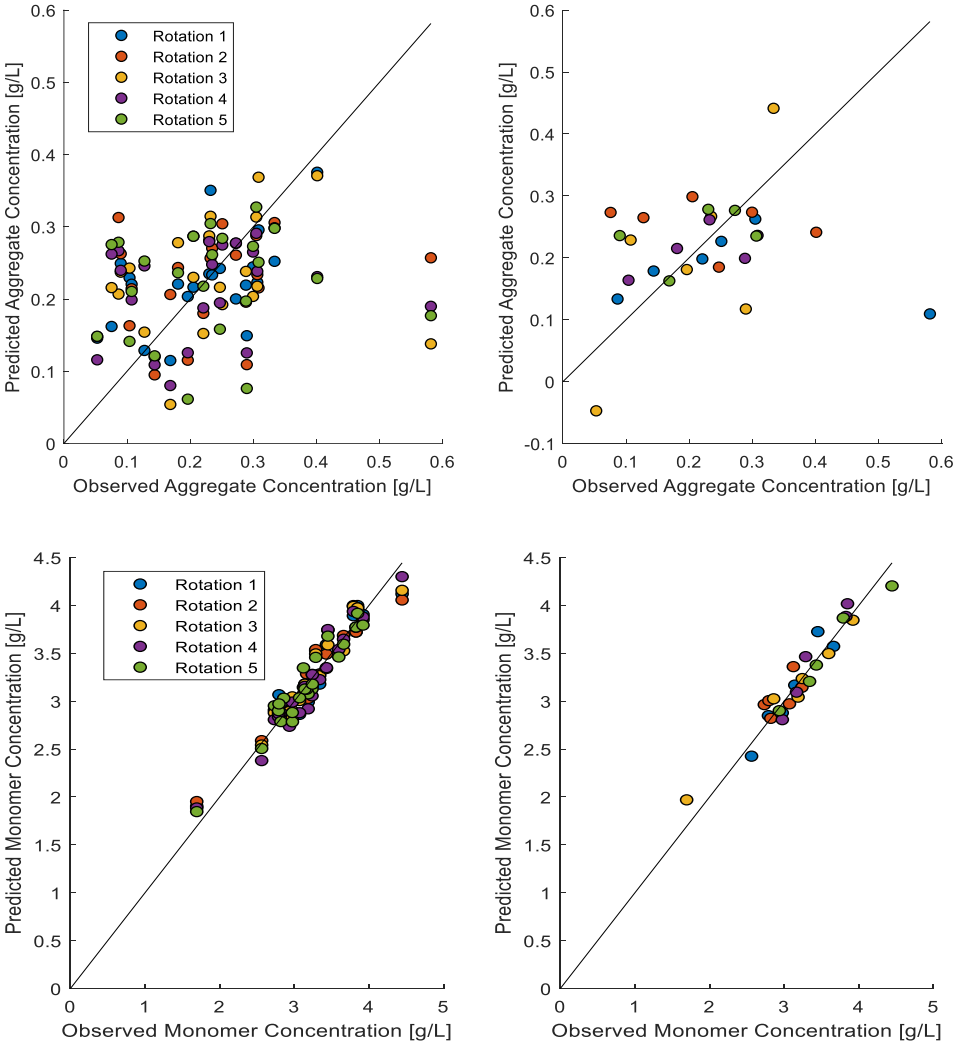 0.6
0.5
0.4
0.3
0.2
0.1
0
Predicted Aggregate Concentration [g/L]
Rotation 1
Rotation 2
Rotation 3
Rotation 4
Rotation 5
0 0.1 0.2 0.3 0.4 0.5 0.6
Observed Aggregate Concentration [g/L]
0.6
0.5
0.4
0.3
0.2
0.1
0
-0.1
Predicted Aggregate Concentration [g/L]
0 0.1 0.2 0.3 0.4 0.5 0.6
Observed Aggregate Concentration [g/L]
4.5
4
3.5
3
2.5
2
1.5
1
0.5
0
Predicted Monomer Concentration [g/L]
Rotation 1
Rotation 2
Rotation 3
Rotation 4
Rotation 5
0 1 2 3 4 5
Observed Monomer Concentration [g/L]
4.5
4
3.5
3
2.5
2
1.5
1
0.5
0
Predicted Monomer Concentration [g/L]
0 1 2 3 4 5
Observed Monomer Concentration [g/L]